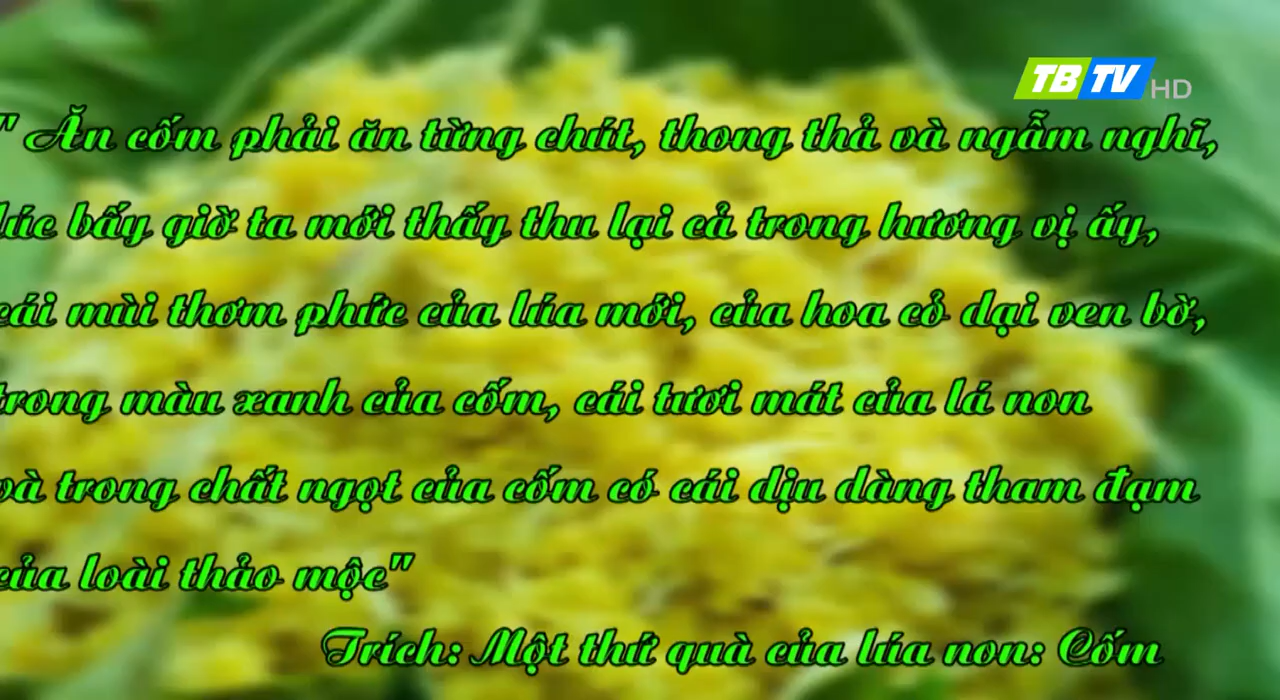 TBTV HD
" Ăn cốm phải ăn từng chút, thong thả và ngẫm nghĩ,
lúc bấy giờ ta mới thấy thu lại cả trong hương vị ấy,
cái mùi thơm phức của lúa mới, của hoa cỏ dại ven bờ,
trong màu xanh của cốm, cái tươi mát của lá non
và trong chất ngọt của cốm có cái dịu dàng tham đạm
của loài thảo mộc"
Trích: Một thứ quà của lúa non: Cốm